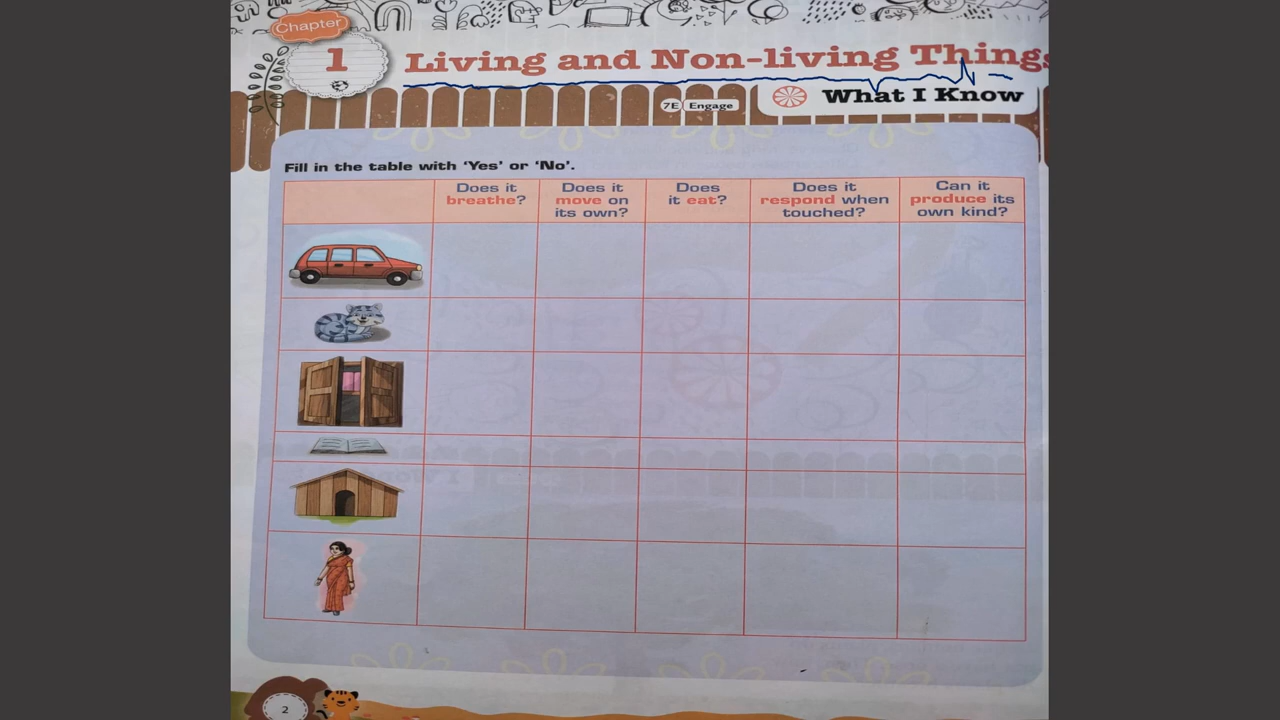 Chapter
1
Living and Non-living Things
7E Engage
What I Know
Fill in the table with ‘Yes’ or ‘No’.
Does it breathe?
Does it move on its own?
Does it eat?
Does it respond when touched?
Can it produce its own kind?
2